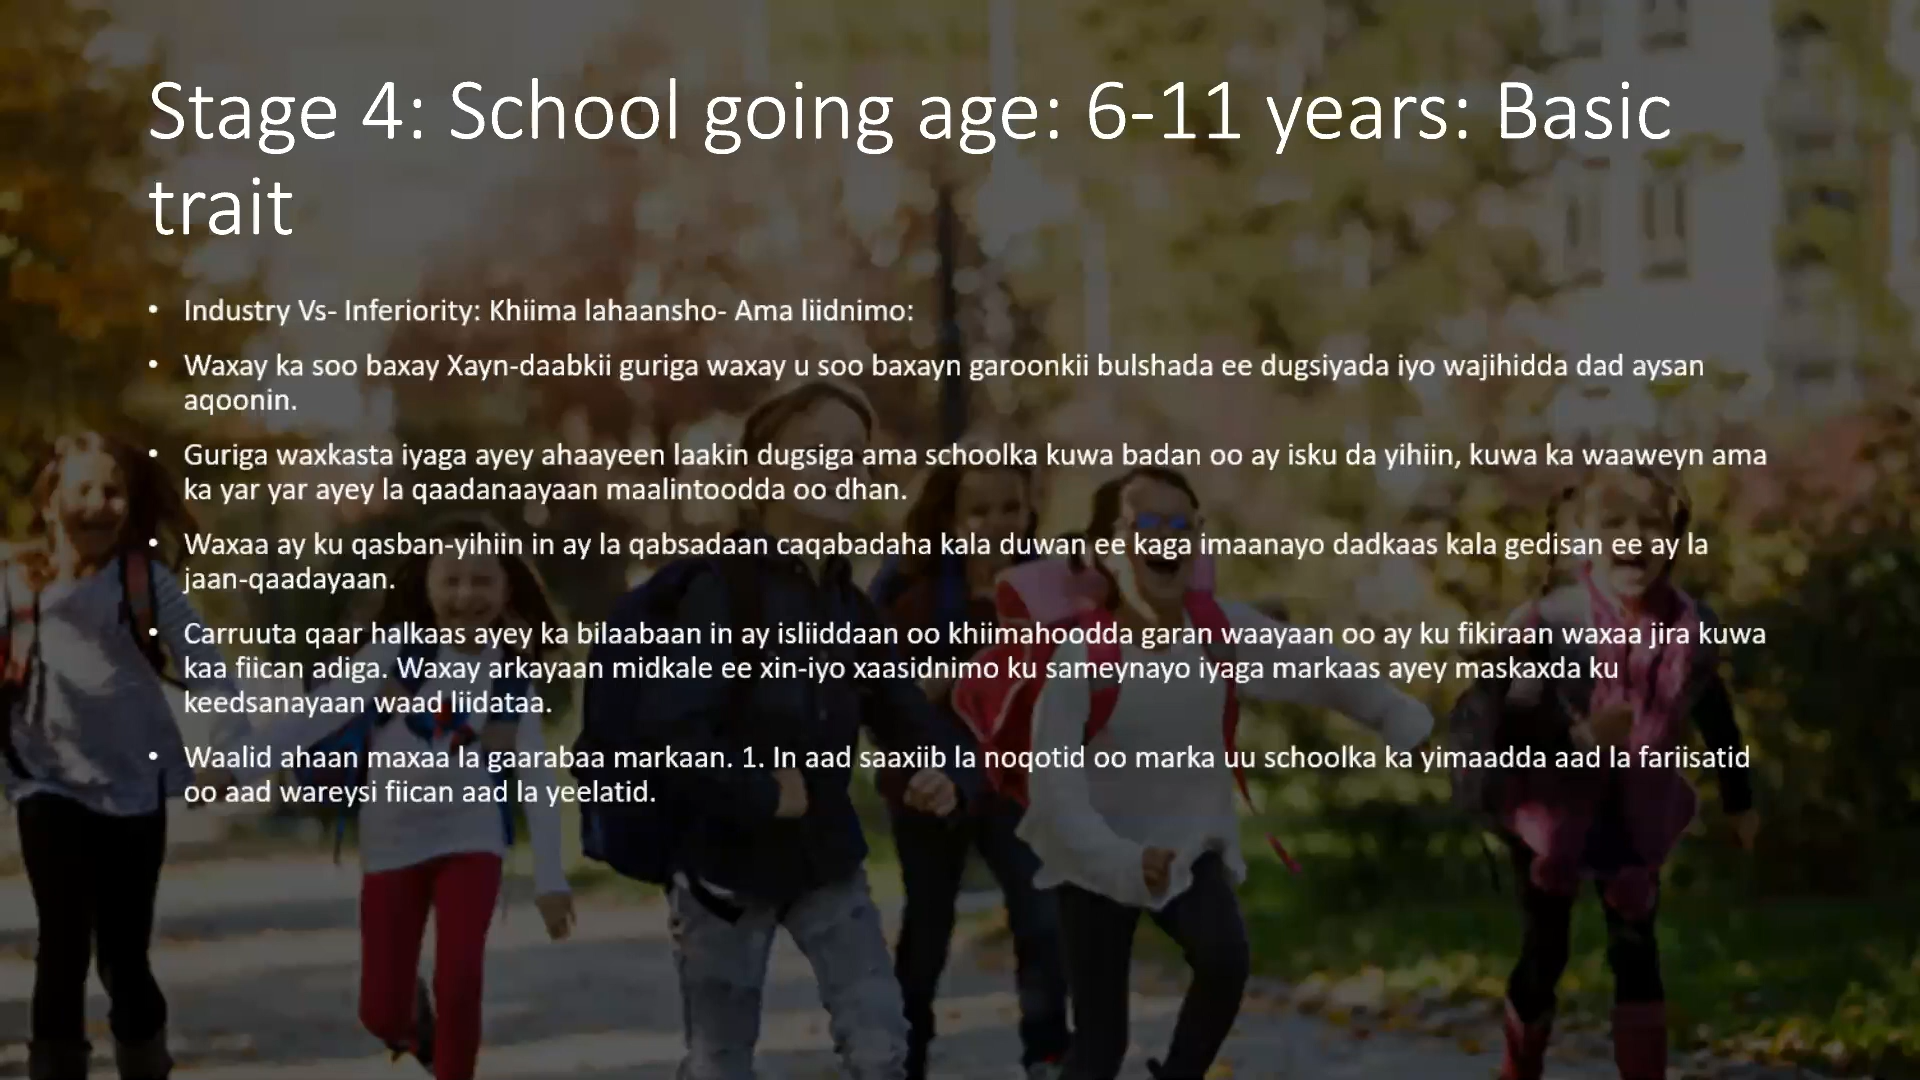 Stage 4: School going age: 6-11 years: Basic
trait
• Industry Vs- Inferiority: Khiima lahaansho- Ama liidnimo:
• Waxay ka soo baxay Xayn-daabkii guriga waxay u soo baxayn garoonkii bulshada ee dugsiyada iyo wajihidda dad aysan
aqoonin.
• Guriga waxkasta iyaga ayey ahaayeen laakin dugsiga ama schoolka kuwa badan oo ay isku da yihiin, kuwa ka waaweyn ama
ka yar yar ayey la qaadanaayaan maalintoodda oo dhan.
• Waxaa ay ku qasban-yihiin in ay la qabsadaan caqabadaha kala duwan ee kaga imaanayo dadkaas kala gedisan ee ay la
jaan-qaadayaan.
• Carruuta qaar halkaas ayey ka bilaabaan in ay isliiddaan oo khiimahoodda garan waayaan oo ay ku fikiraan waxaa jira kuwa
kaa fiican adiga. Waxay arkayaan midkale ee xin-iyo xaasidnimo ku sameynayo iyaga markaas ayey maskaxda ku
keedsanayaan waad liidataa.
• Waalid ahaan maxaa la gaarabaa markaan. 1. In aad saaxiib la noqotid oo marka uu schoolka ka yimaadda aad la fariisatid
oo aad wareysi fiican aad la yeelatid.